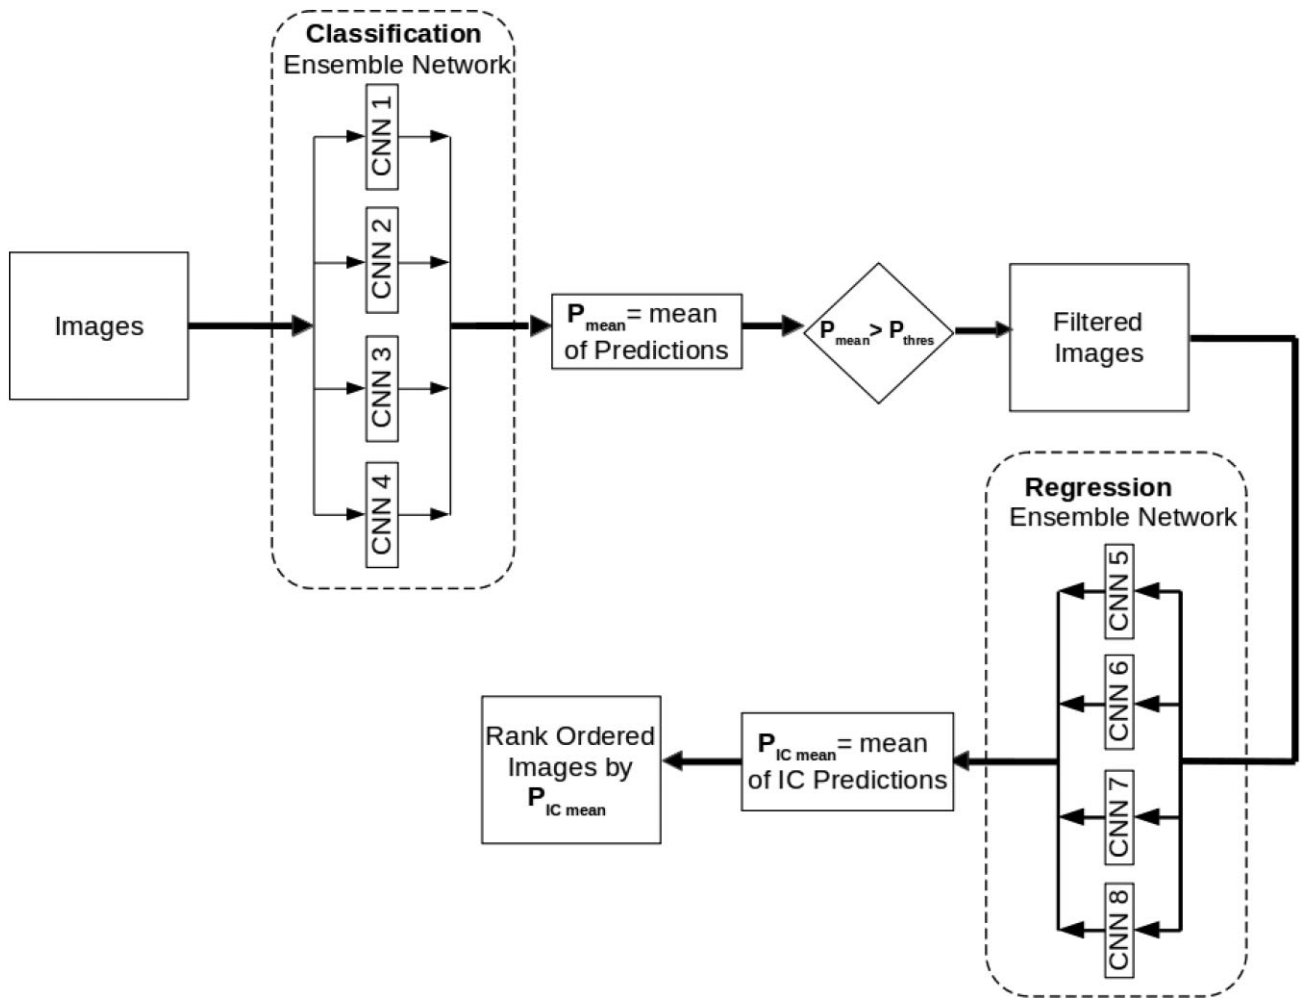 Classification
Ensemble Network
CNN 1
CNN 2
CNN 3
CNN 4
Images
Pmean= mean
of Predictions
Pmean> Pthres
Filtered
Images
Regression
Ensemble Network
CNN 5
CNN 6
CNN 7
CNN 8
PIC mean= mean
of IC Predictions
Rank Ordered
Images by
PIC mean